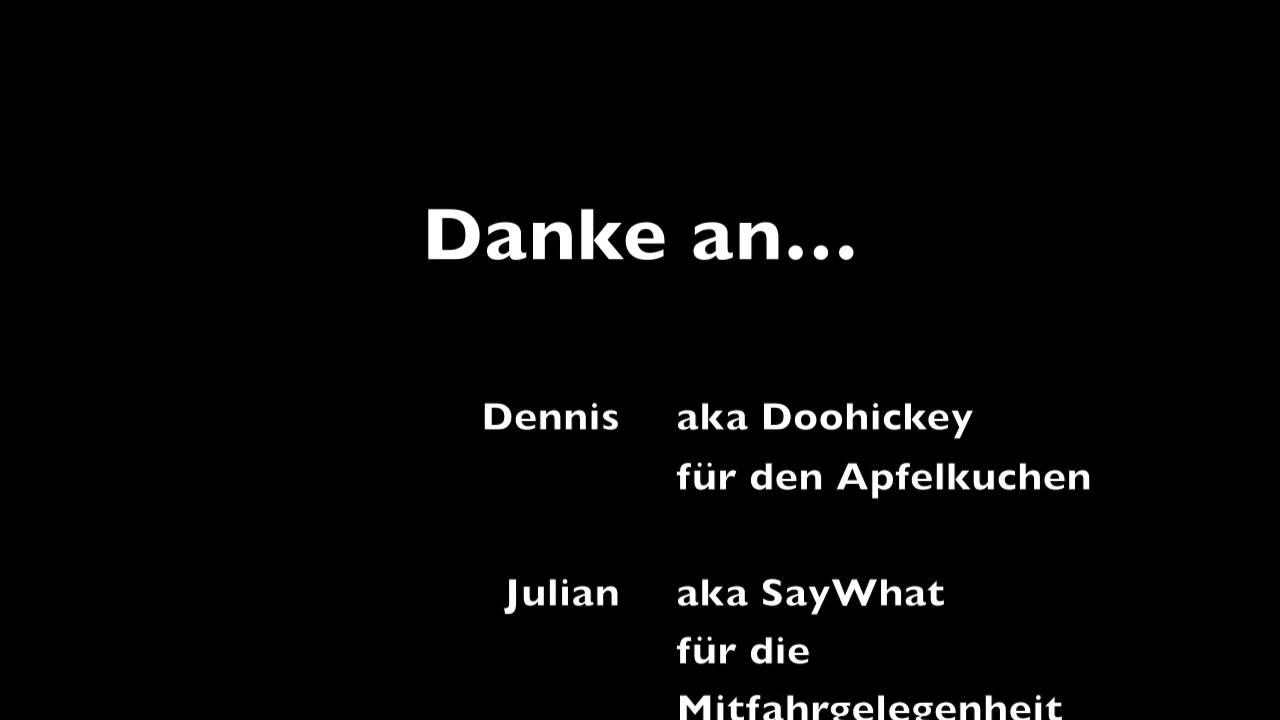 Danke an...
Dennis aka Doohickey
für den Apfelkuchen
Julian aka SayWhat
für die
Mitfahrgelegenheit